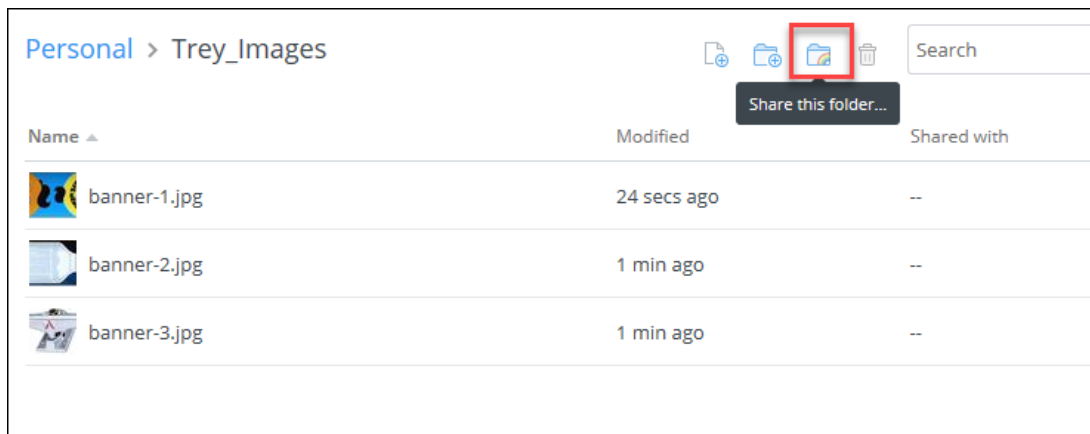 Personal > Trey_Images
Search
Share this folder...
Name Modified Shared with
banner-1.jpg 24 secs ago --
banner-2.jpg 1 min ago --
banner-3.jpg 1 min ago --